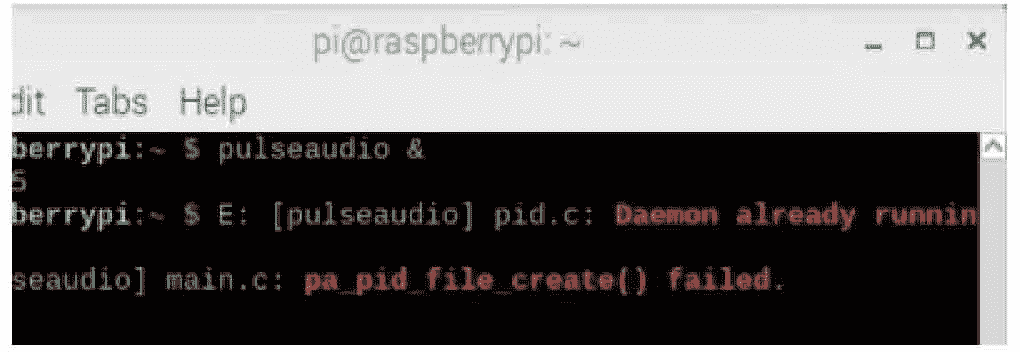 pi@raspberrypi: ~
dit Tabs Help
berrypi:~ $ pulseaudio &
5
berrypi:~ $ E: [pulseaudio] pid.c: Daemon already runnin
seaudio] main.c: pa_pid_file_create() failed.